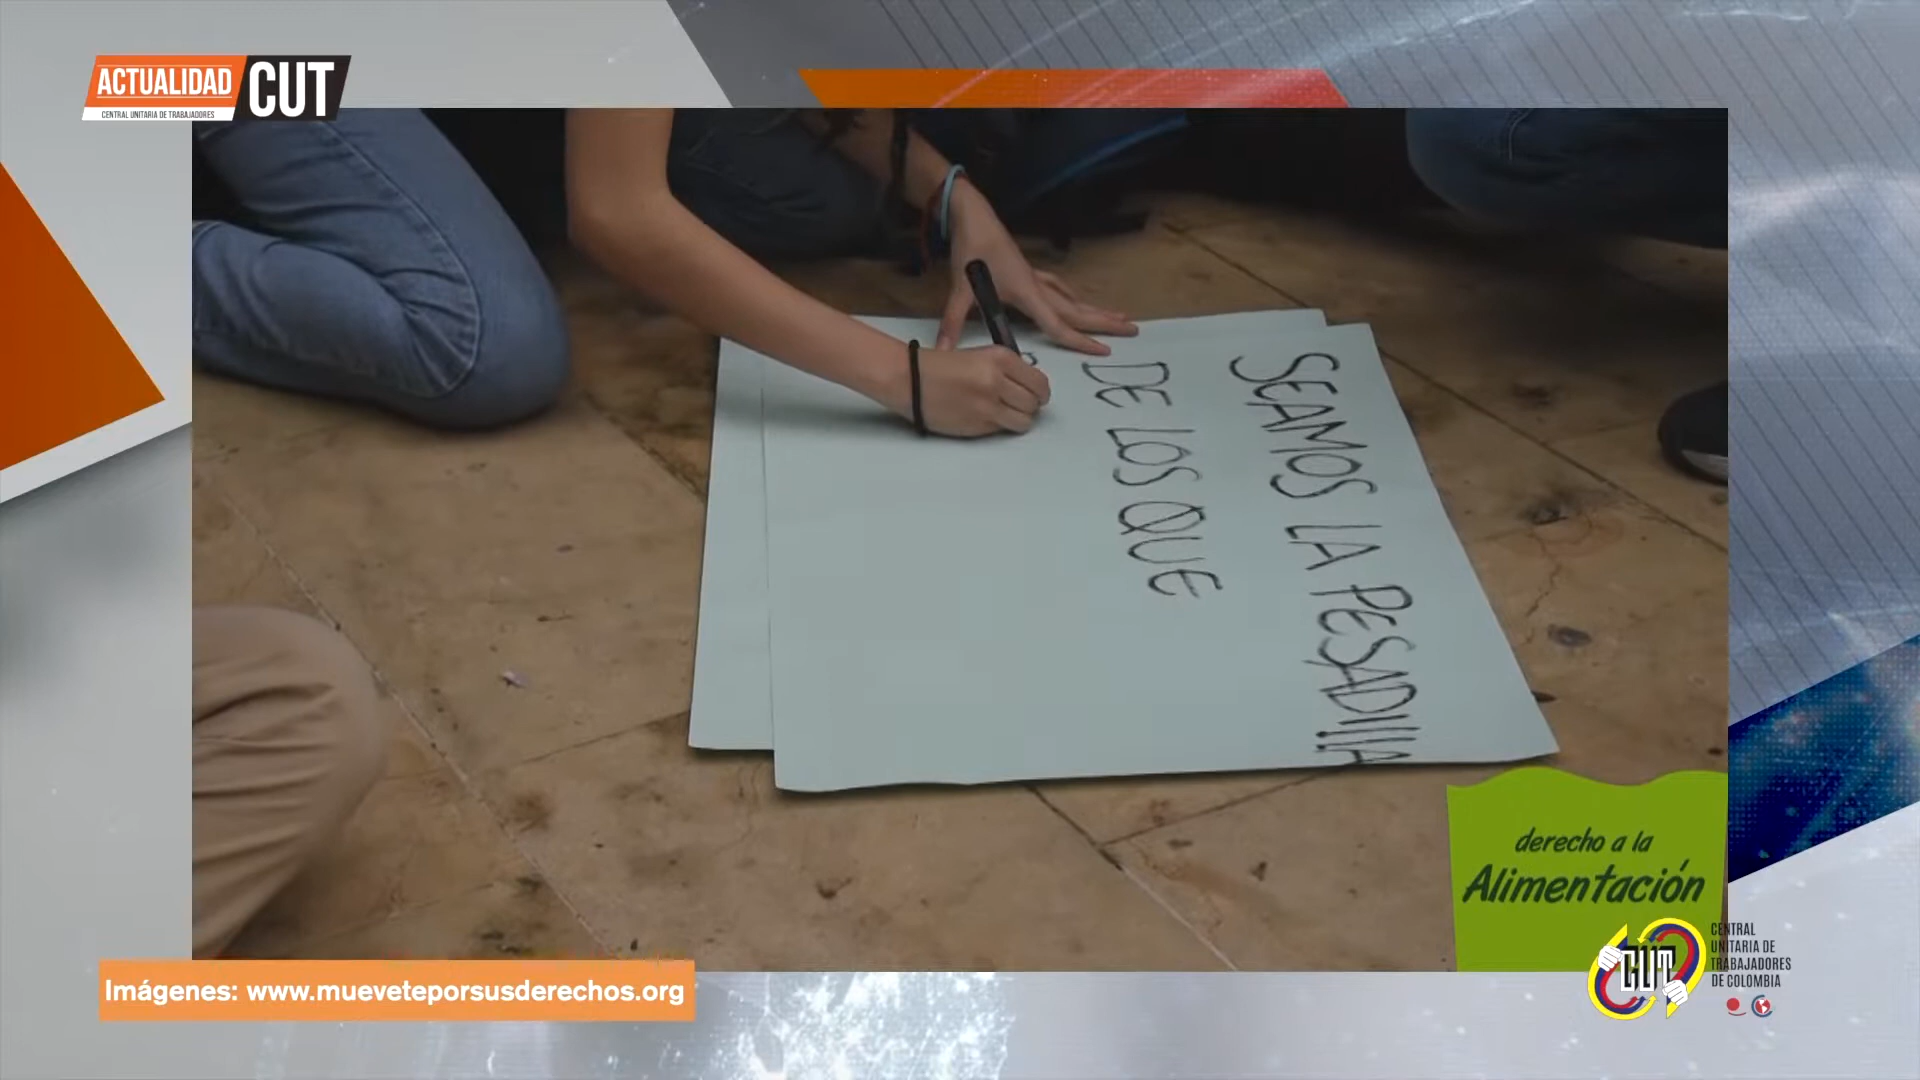 ACTUALIDAD CUT
CENTRAL UNITARIA DE TRABAJADORES
SEAMOS LA PESADILLA
DE LOS QUE
derecho a la
Alimentación
CUT
CENTRAL
UNITARIA DE
TRABAJADORES
DE COLOMBIA
Imágenes: www.mueveteporsusderechos.org